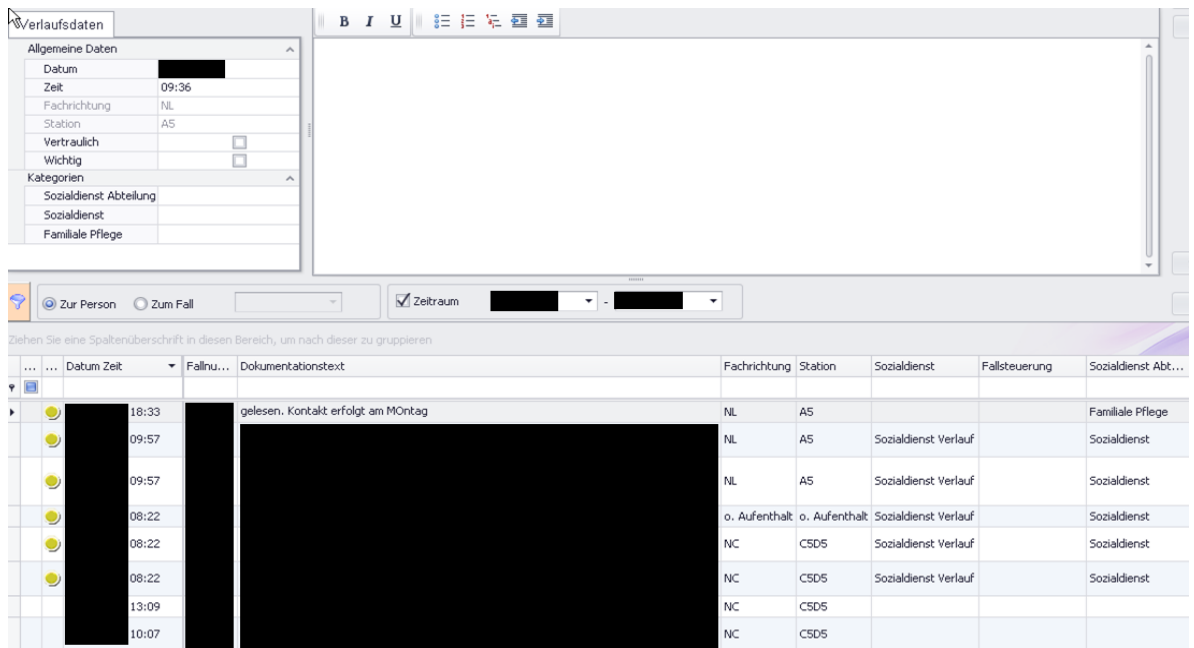 Verlaufsdaten
B I U
Allgemeine Daten
Datum
Zeit 09:36
Fachrichtung NL
Station A5
Vertraulich
Wichtig
Kategorien
Sozialdienst Abteilung
Sozialdienst
Familiale Pflege
Zur Person Zum Fall Zeitraum -
Ziehen Sie eine Spaltenüberschrift in diesen Bereich, um nach dieser zu gruppieren
... ... Datum Zeit Fallnu... Dokumentationstext Fachrichtung Station Sozialdienst Fallsteuerung Sozialdienst Abt...
18:33 gelesen. Kontakt erfolgt am MOntag NL A5 Familiale Pflege
09:57 NL A5 Sozialdienst Verlauf Sozialdienst
09:57 NL A5 Sozialdienst Verlauf Sozialdienst
08:22 o. Aufenthalt o. Aufenthalt Sozialdienst Verlauf Sozialdienst
08:22 NC C5D5 Sozialdienst Verlauf Sozialdienst
08:22 NC C5D5 Sozialdienst Verlauf Sozialdienst
13:09 NC C5D5
10:07 NC C5D5